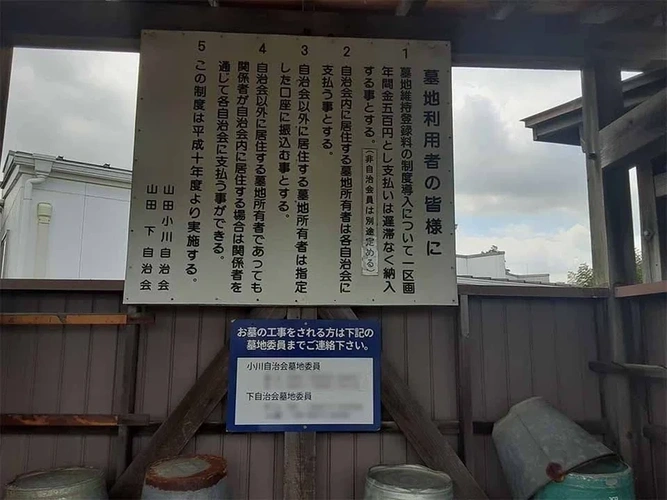 墓地利用者の皆様に
1 墓地維持登録料の制度導入について一区画
年間金五百円とし支払いは遅滞なく納入
する事とする。(非自治会員は別途定める)
2 自治会内に居住する墓地所有者は各自治会に
支払う事とする。
3 自治会以外に居住する墓地所有者は指定
した口座に振込む事とする。
4 自治会以外に居住する墓地所有者であっても
関係者が自治会内に居住する場合は関係者を
通じて各自治会に支払う事ができる。
5 この制度は平成十年度より実施する。
山田小川自治会
山田 下 自治会
お墓の工事をされる方は下記の
墓地委員までご連絡下さい。
小川自治会墓地委員
下自治会墓地委員